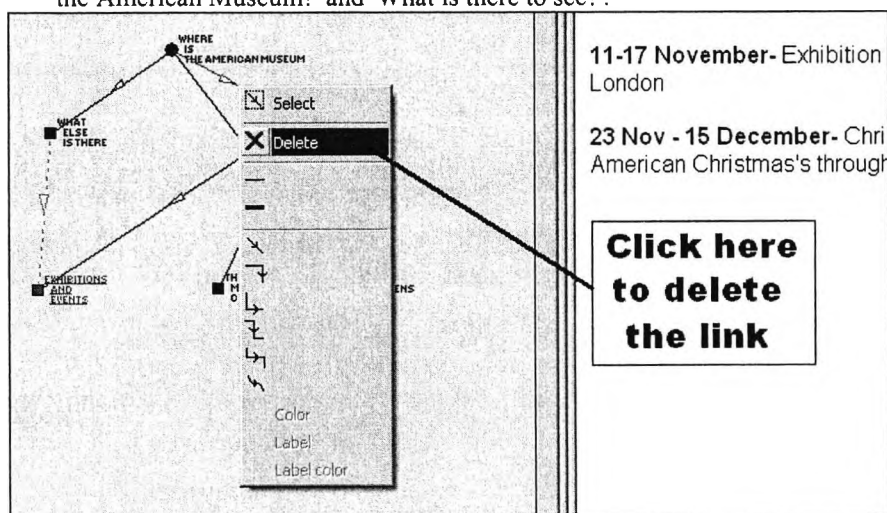 the American Museum?' and 'What is there to see?'.
WHERE
IS
THE AMERICAN MUSEUM
WHAT
ELSE
IS THERE
EXHIBITIONS
AND
EVENTS
TH
M
O
ENS
Select
Delete
Color
Label
Label color
11-17 November- Exhibition
London
23 Nov - 15 December- Chri
American Christmas's through
Click here
to delete
the link